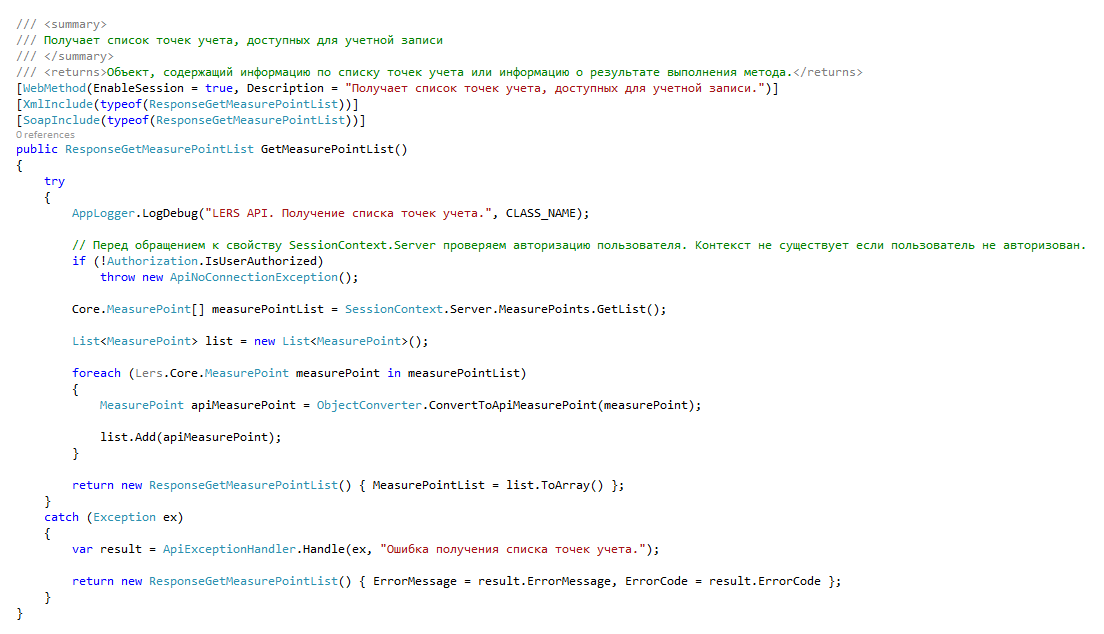 /// <summary>
/// Получает список точек учета, доступных для учетной записи
/// </summary>
/// <returns>Объект, содержащий информацию по списку точек учета или информацию о результате выполнения метода.</returns>
[WebMethod(EnableSession = true, Description = "Получает список точек учета, доступных для учетной записи.")]
[XmlInclude(typeof(ResponseGetMeasurePointList))]
[SoapInclude(typeof(ResponseGetMeasurePointList))]
0 references
public ResponseGetMeasurePointList GetMeasurePointList()
{
    try
    {
        AppLogger.LogDebug("LERS API. Получение списка точек учета.", CLASS_NAME);

        // Перед обращением к свойству SessionContext.Server проверяем авторизацию пользователя. Контекст не существует если пользователь не авторизован.
        if (!Authorization.IsUserAuthorized)
            throw new ApiNoConnectionException();

        Core.MeasurePoint[] measurePointList = SessionContext.Server.MeasurePoints.GetList();

        List<MeasurePoint> list = new List<MeasurePoint>();

        foreach (Lers.Core.MeasurePoint measurePoint in measurePointList)
        {
            MeasurePoint apiMeasurePoint = ObjectConverter.ConvertToApiMeasurePoint(measurePoint);

            list.Add(apiMeasurePoint);
        }

        return new ResponseGetMeasurePointList() { MeasurePointList = list.ToArray() };
    }
    catch (Exception ex)
    {
        var result = ApiExceptionHandler.Handle(ex, "Ошибка получения списка точек учета.");

        return new ResponseGetMeasurePointList() { ErrorMessage = result.ErrorMessage, ErrorCode = result.ErrorCode };
    }
}